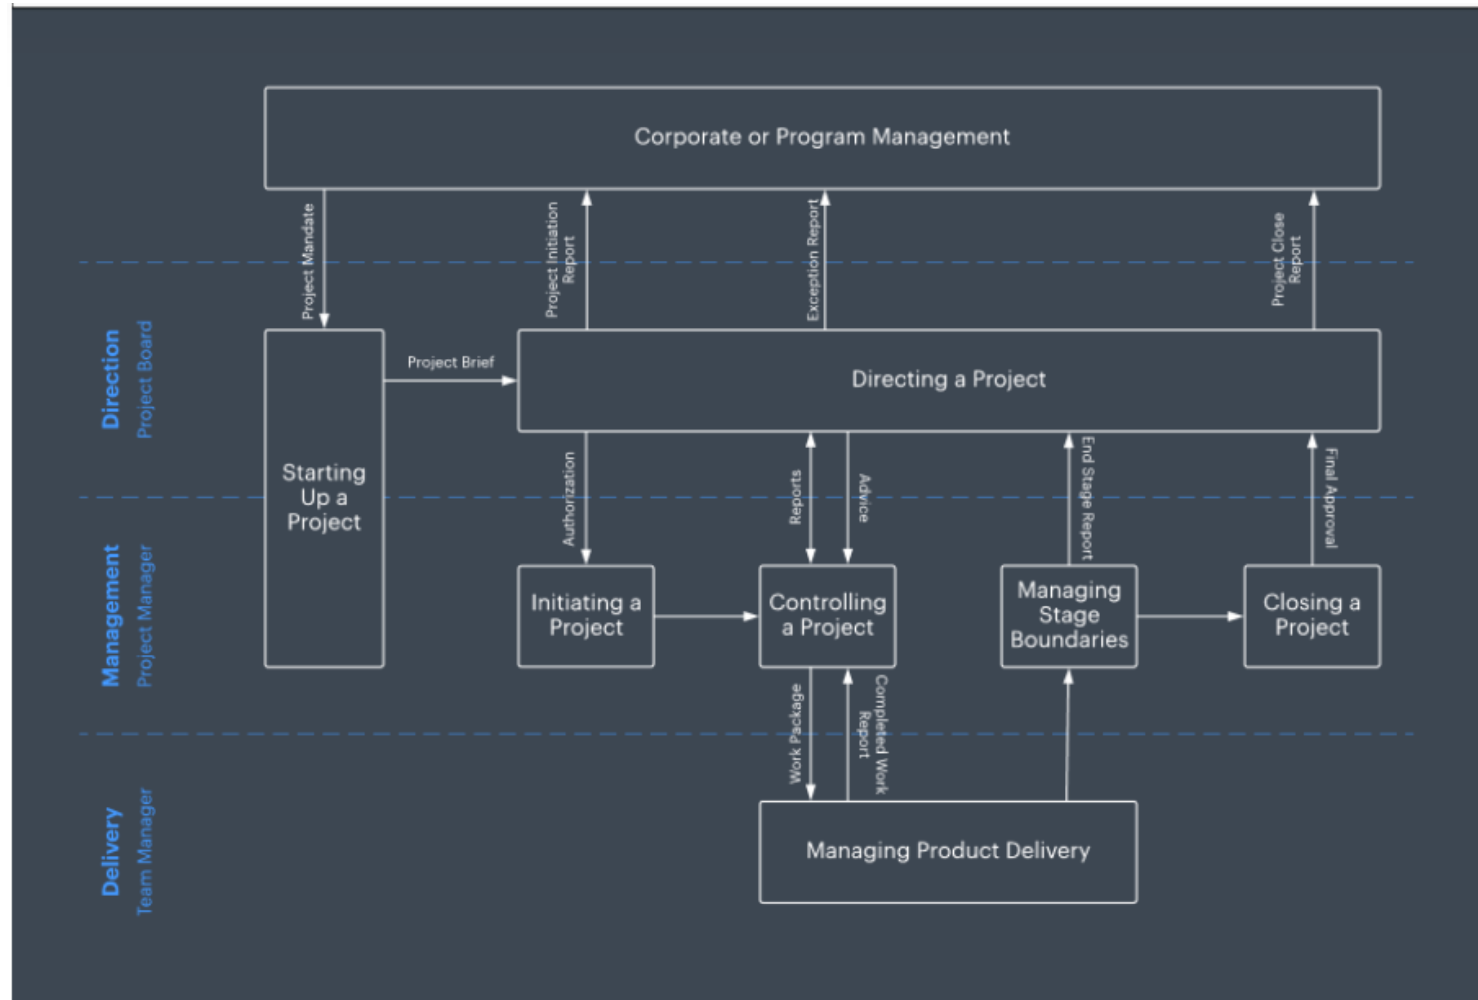 Corporate or Program Management
Project Mandate
Project Initiation
Report
Exception Report
Project Close
Report
Direction
Project Board
Starting
Up a
Project
Project Brief
Directing a Project
Authorization
Reports
Advice
End Stage Report
Final Approval
Management
Project Manager
Initiating a
Project
Controlling
a Project
Managing
Stage
Boundaries
Closing a
Project
Work Package
Completed Work
Report
Delivery
Team Manager
Managing Product Delivery